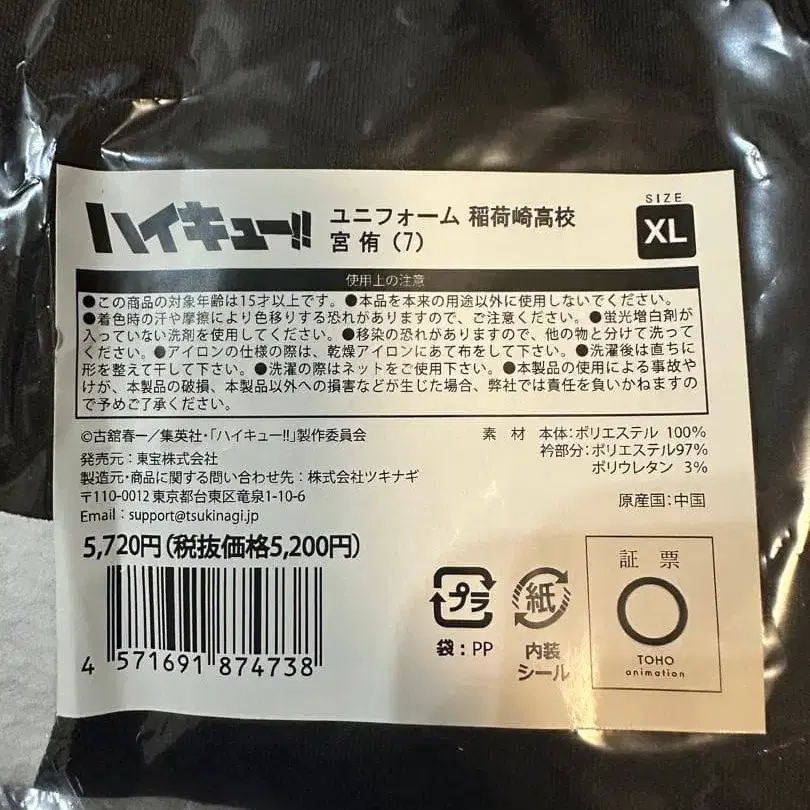 ハイキュー!! ユニフォーム 稲荷崎高校
宮 侑（7）
SIZE
XL
使用上の注意
●この商品の対象年齢は15才以上です。●本品を本来の用途以外に使用しないでください。
●着色時の汗や摩擦により色移りする恐れがありますので、ご注意ください。●蛍光増白剤が
入っていない洗剤を使用してください。●移染の恐れがありますので、他の物と分けて洗って
ください。●アイロンの仕様の際は、乾燥アイロンにあて布をして下さい。●洗濯後は直ちに
形を整えて干して下さい。●洗濯の際はネットをご使用下さい。●本製品の使用による事故や
けが、本製品の破損、本製品以外への損害などが生じた場合、弊社では責任を負いかねますの
で予めご了承ください。
©古舘春一／集英社・「ハイキュー!!」製作委員会
発売元：東宝株式会社
製造元・商品に関する問い合わせ先：株式会社ツキナギ
〒110-0012 東京都台東区竜泉1-10-6
Email：support@tsukinagi.jp
素 材 本体：ポリエステル 100%
衿部分：ポリエステル97%
ポリウレタン 3%
原産国：中国
5,720円（税抜価格5,200円）
4 571691 874738
プラ
袋：PP
紙
内装
シール
証 票
TOHO
animation